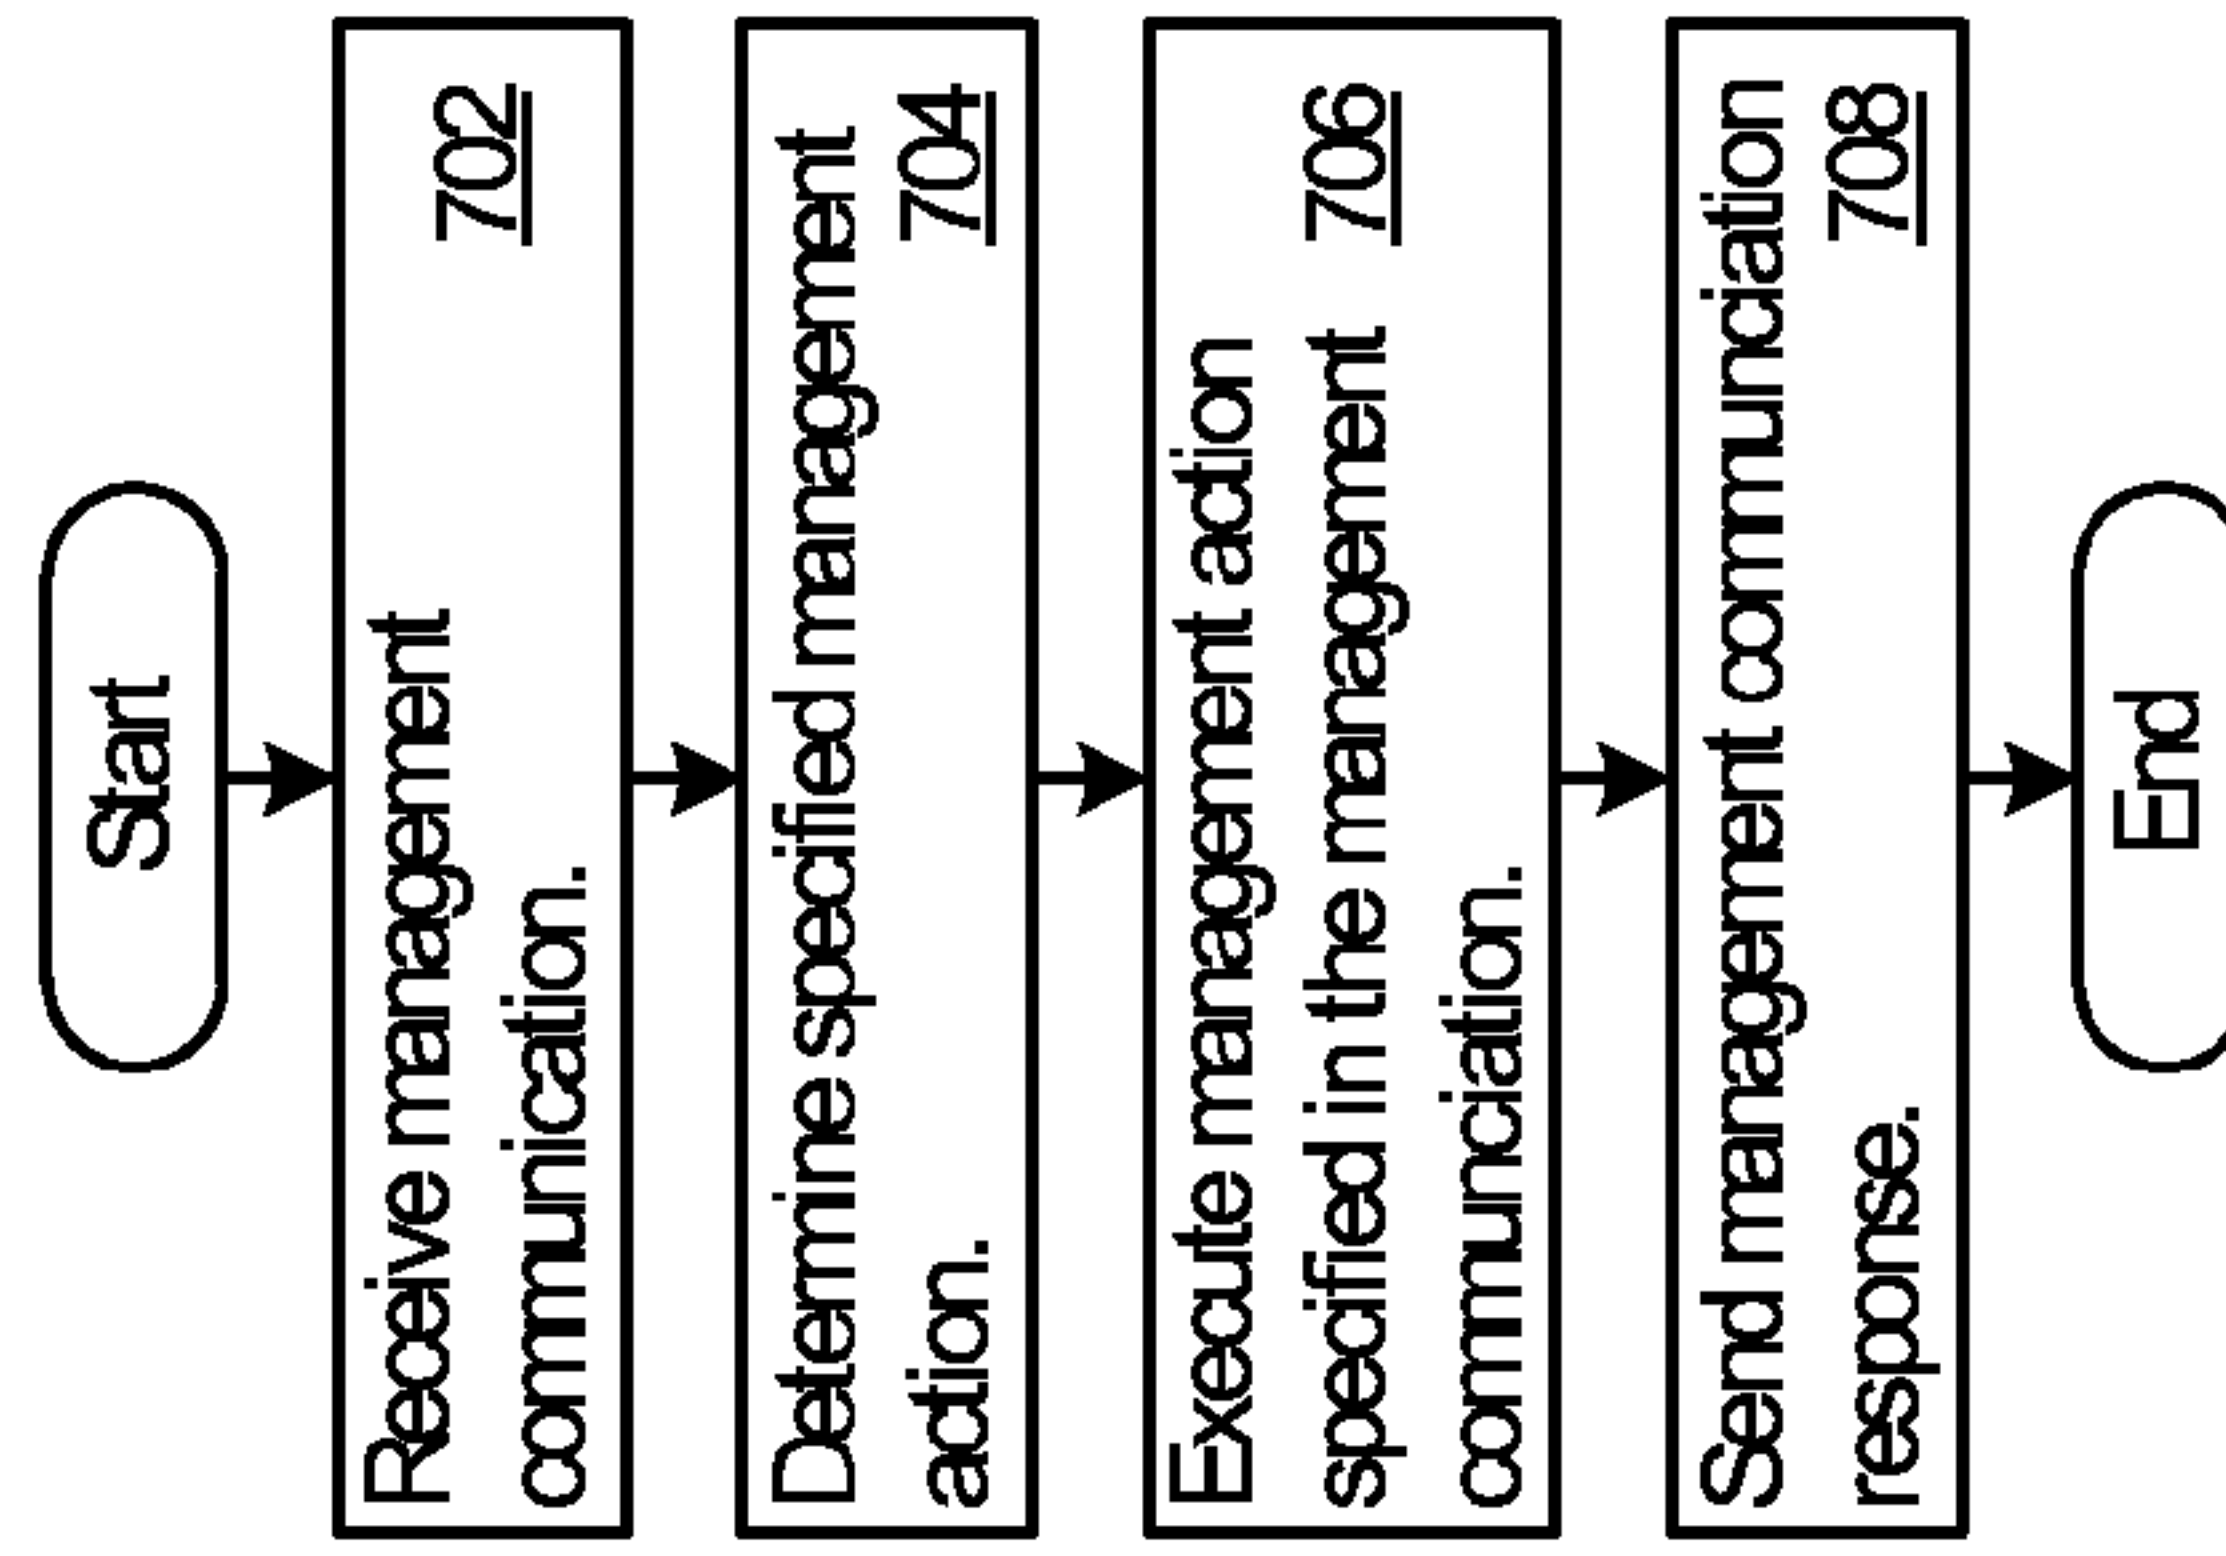 Start
Receive management
communication.
702
Determine specified management
action.
704
Execute management action
specified in the management
communciation.
706
Send management communciation
response.
708
End